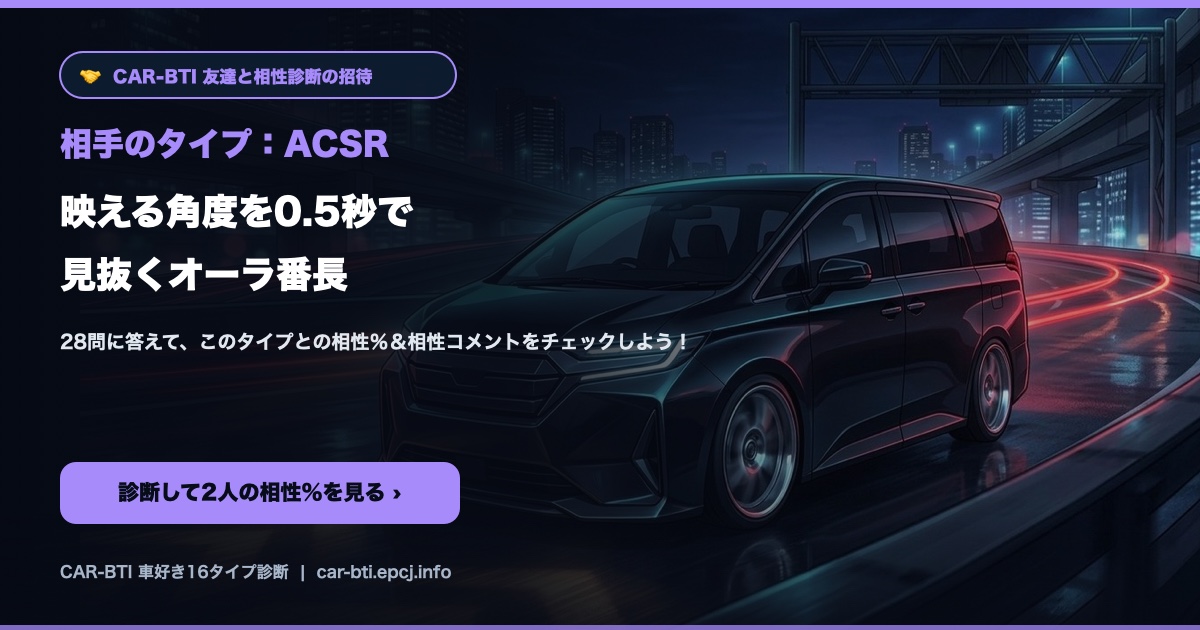 🤝 CAR-BTI 友達と相性診断の招待
相手のタイプ：ACSR
映える角度を0.5秒で
見抜くオーラ番長
28問に答えて、このタイプとの相性％＆相性コメントをチェックしよう！
診断して2人の相性％を見る ›
CAR-BTI 車好き16タイプ診断 ｜ car-bti.epcj.info